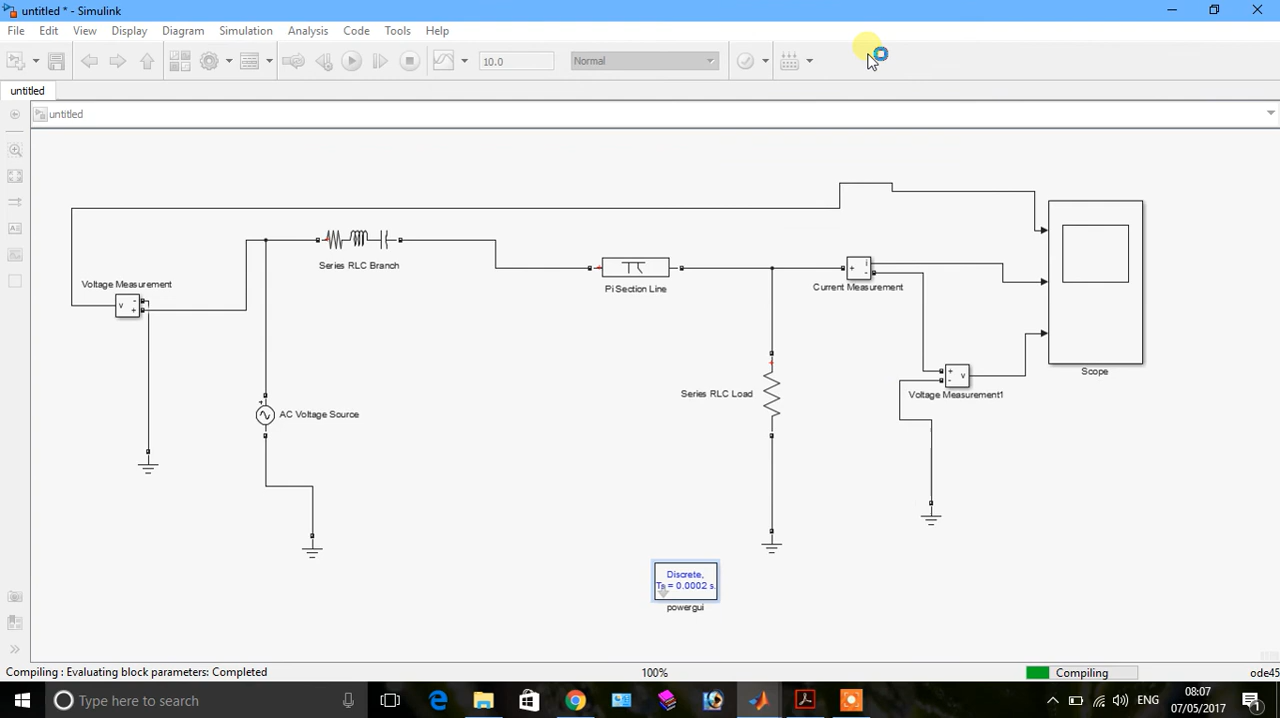 untitled * - Simulink
File Edit View Display Diagram Simulation Analysis Code Tools Help
10.0 Normal
untitled
untitled
Series RLC Branch
Voltage Measurement
v
- +
Pi Section Line
+ i -
Current Measurement
Scope
+ v -
Voltage Measurement1
Series RLC Load
+
AC Voltage Source
Discrete,
Ts = 0.0002 s.
powergui
Compiling : Evaluating block parameters: Completed 100% Compiling ode45
Type here to search ENG 08:07
07/05/2017
1